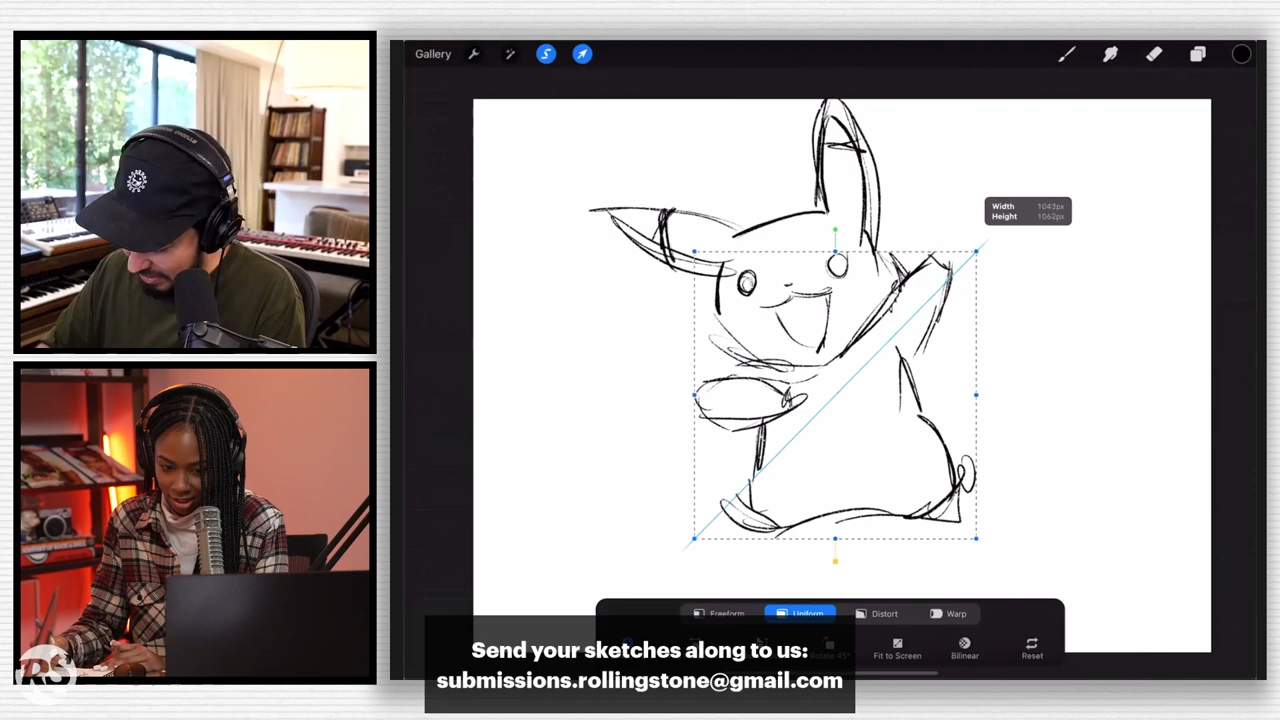 Gallery
Width 1043px
Height 1062px
Freeform Uniform Distort Warp
Fit to Screen Bilinear Reset
Send your sketches along to us:
submissions.rollingstone@gmail.com
RS